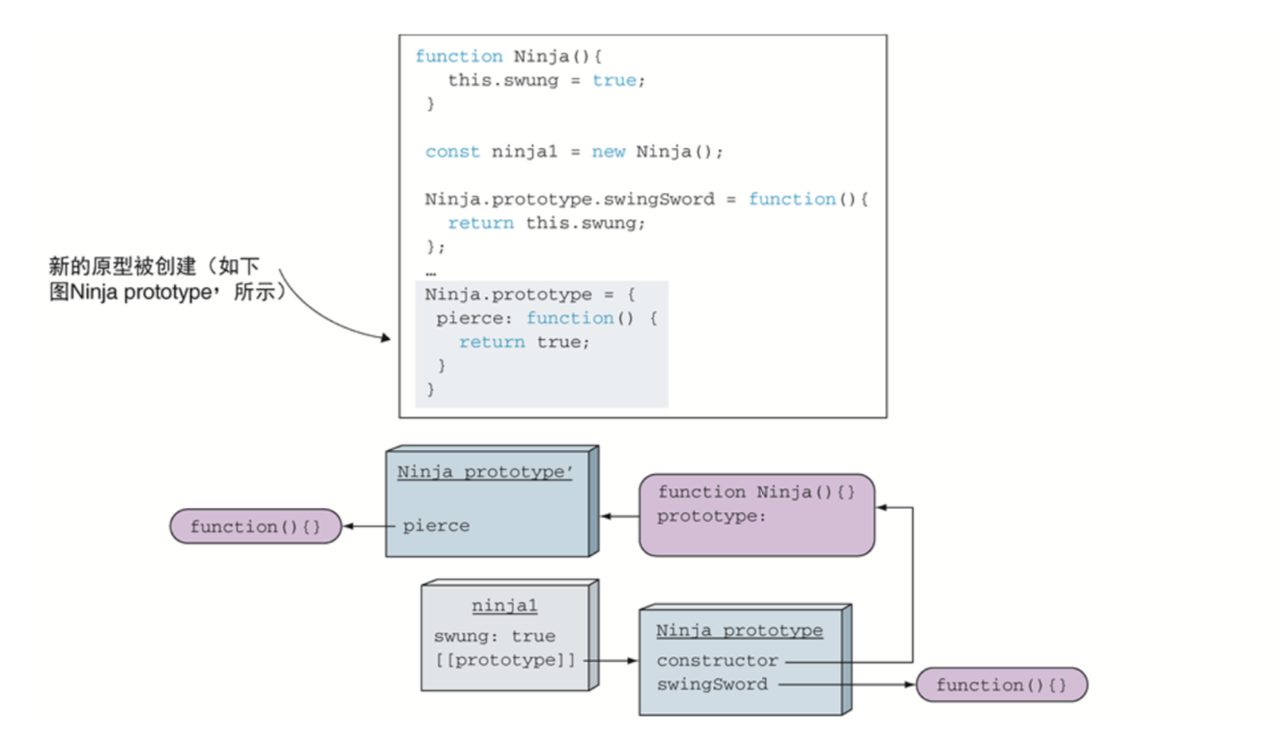 function Ninja(){
this.swung = true;
}
const ninja1 = new Ninja();
Ninja.prototype.swingSword = function(){
return this.swung;
};
…
新的原型被创建（如下
图Ninja prototype，所示）
Ninja.prototype = {
pierce: function() {
return true;
}
}
Ninja prototype′
pierce
function(){}
function Ninja(){}
prototype:
ninja1
swung: true
[[prototype]]
Ninja prototype
constructor
swingSword
function(){}